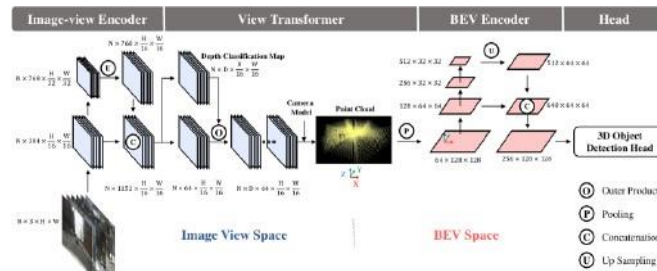 Image-view Encoder
View Transformer
BEV Encoder
Head
N × 768 × H/16 × W/16
U
Depth Classification Map
N × D × H/16 × W/16
512 × 32 × 32
U
512 × 64 × 64
N × 768 × H/32 × W/32
256 × 32 × 32
Camera
Model
Point Cloud
128 × 64 × 64
C
640 × 64 × 64
N × 384 × H/16 × W/16
C
O
P
3D Object
Detection Head
Z
Y
X
64 × 128 × 128
256 × 128 × 128
N × 1152 × H/16 × W/16
N × 64 × H/16 × W/16
N × D × 64 × H/16 × W/16
O Outer Product
N × 3 × H × W
P Pooling
Image View Space
BEV Space
C Concatenation
U Up Sampling